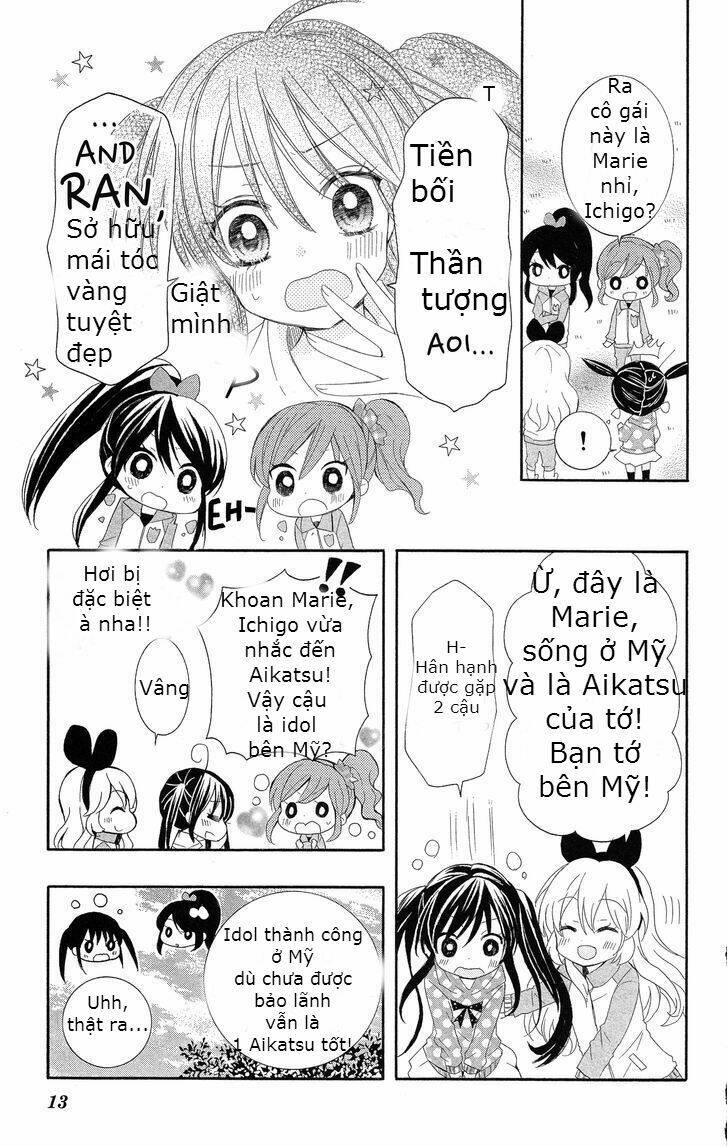 Ra
cô gái
này là
Marie
nhỉ,
Ichigo?
!
T
Tiền
bối
Thần
tượng
AOI...
Giật
mình
...
AND
RAN,
Sở hữu
mái tóc
vàng
tuyệt
đẹp
EH-
Ừ, đây là
Marie,
sống ở Mỹ
và là Aikatsu
của tớ!
Bạn tớ
bên Mỹ!
H-
Hân hạnh
được gặp
2 cậu
!!
Khoan Marie,
Ichigo vừa
nhắc đến
Aikatsu!
Vậy cậu
là idol
bên Mỹ?
Vâng
Hơi bị
đặc biệt
à nha!!
Idol thành công
ở Mỹ
dù chưa được
bảo lãnh
vẫn là
1 Aikatsu tốt!
Uhh,
thật ra...
13